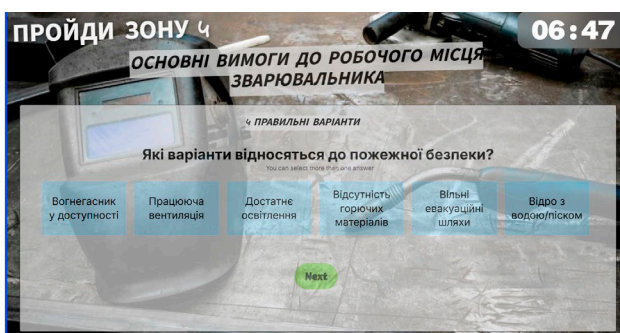 ПРОЙДИ ЗОНУ 4
06:47
ОСНОВНІ ВИМОГИ ДО РОБОЧОГО МІСЦЯ
ЗВАРЮВАЛЬНИКА
4 ПРАВИЛЬНІ ВАРІАНТИ
Які варіанти відносяться до пожежної безпеки?
You can select more than one answer
Вогнегасник
у доступності
Працююча
вентиляція
Достатнє
освітлення
Відсутність
горючих
матеріалів
Вільні
евакуаційні
шляхи
Відро з
водою/піском
Next